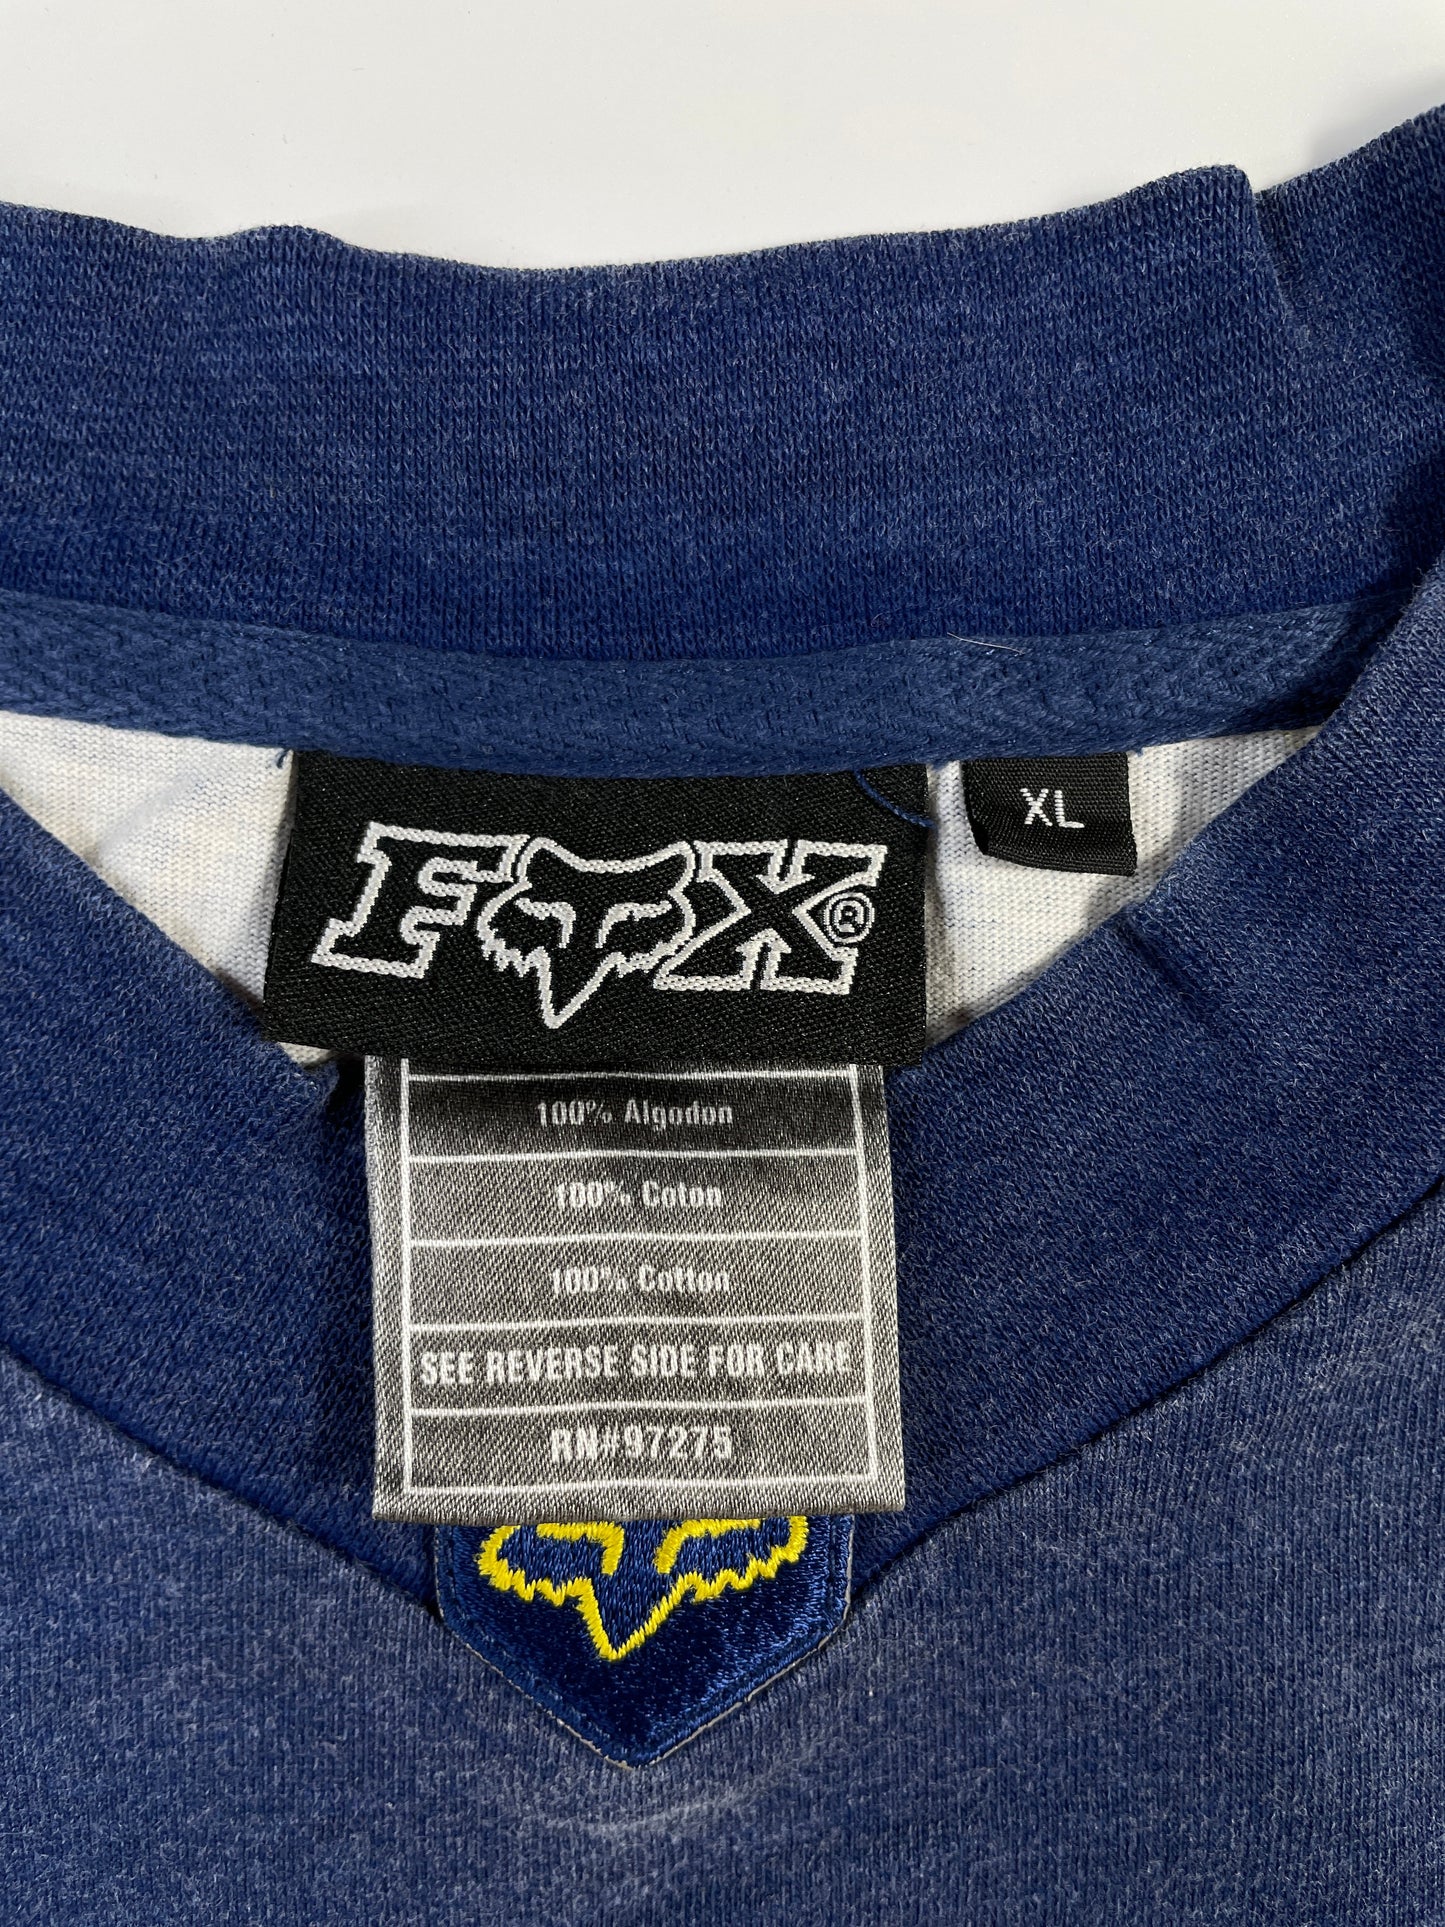 FOX®
XL
100% Algodon
100% Coton
100% Cotton
SEE REVERSE SIDE FOR CARE
RN#97275